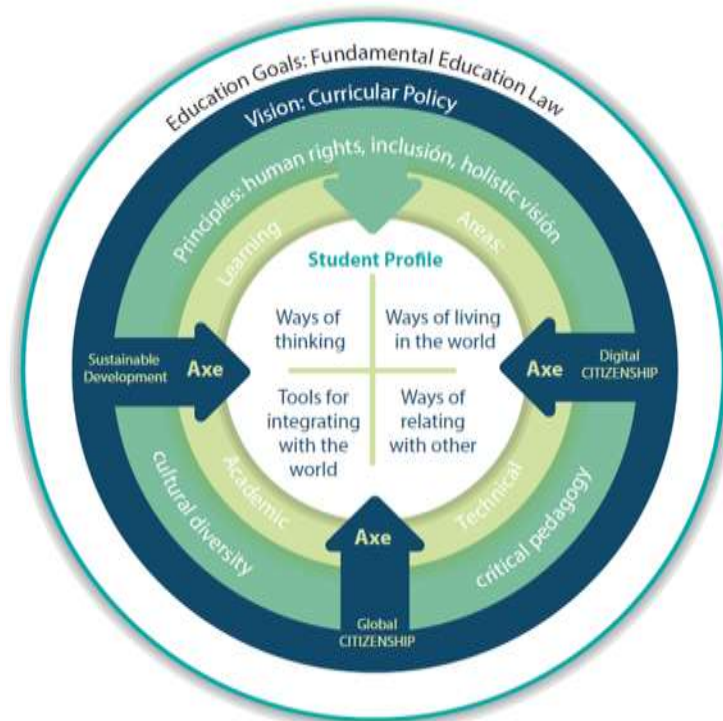 Education Goals: Fundamental Education Law
Vision: Curricular Policy
Principles: human rights, inclusión, holistic visión
Learning
Areas:
Student Profile
Ways of
thinking
Ways of living
in the world
Sustainable
Development
Axe
Axe
Digital
CITIZENSHIP
Tools for
integrating
with the
world
Ways of
relating
with other
cultural diversity
Academic
Technical
critical pedagogy
Axe
Global
CITIZENSHIP